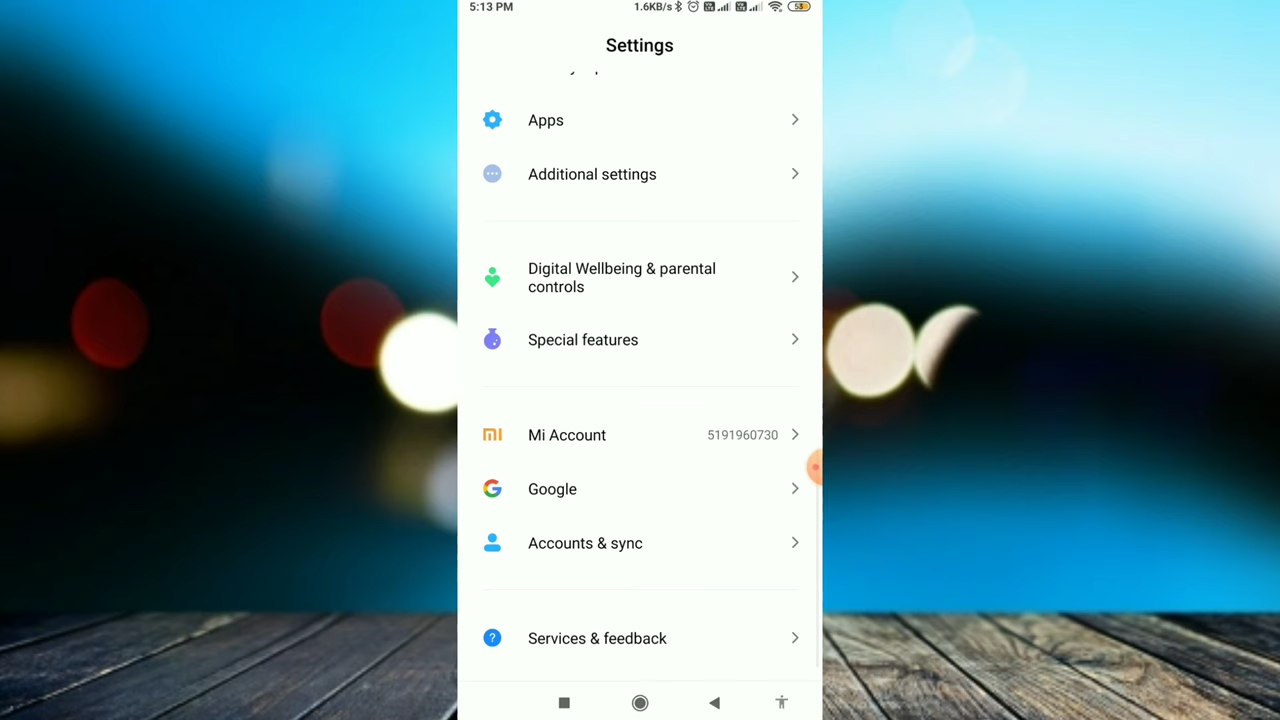 5:13 PM
1.6KB/s
53
Settings
Apps
Additional settings
Digital Wellbeing & parental
controls
Special features
Mi Account
5191960730
Google
Accounts & sync
Services & feedback